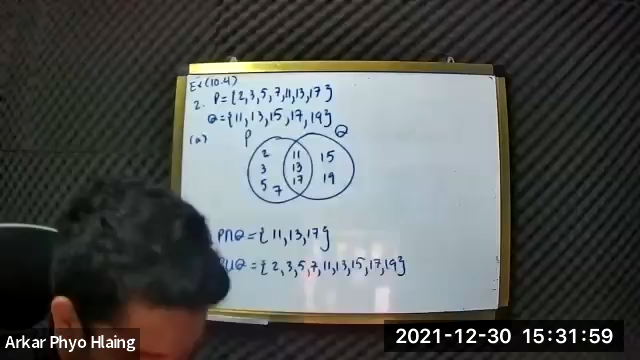 Ex (10.4)
2. P = {2,3,5,7,11,13,17}
Q = {11,13,15,17,19}
(a) P Q
2 11 15
3 13
5 7 17 19
P∩Q = {11,13,17}
P∪Q = {2,3,5,7,11,13,15,17,19}
Arkar Phyo Hlaing
2021-12-30 15:31:59